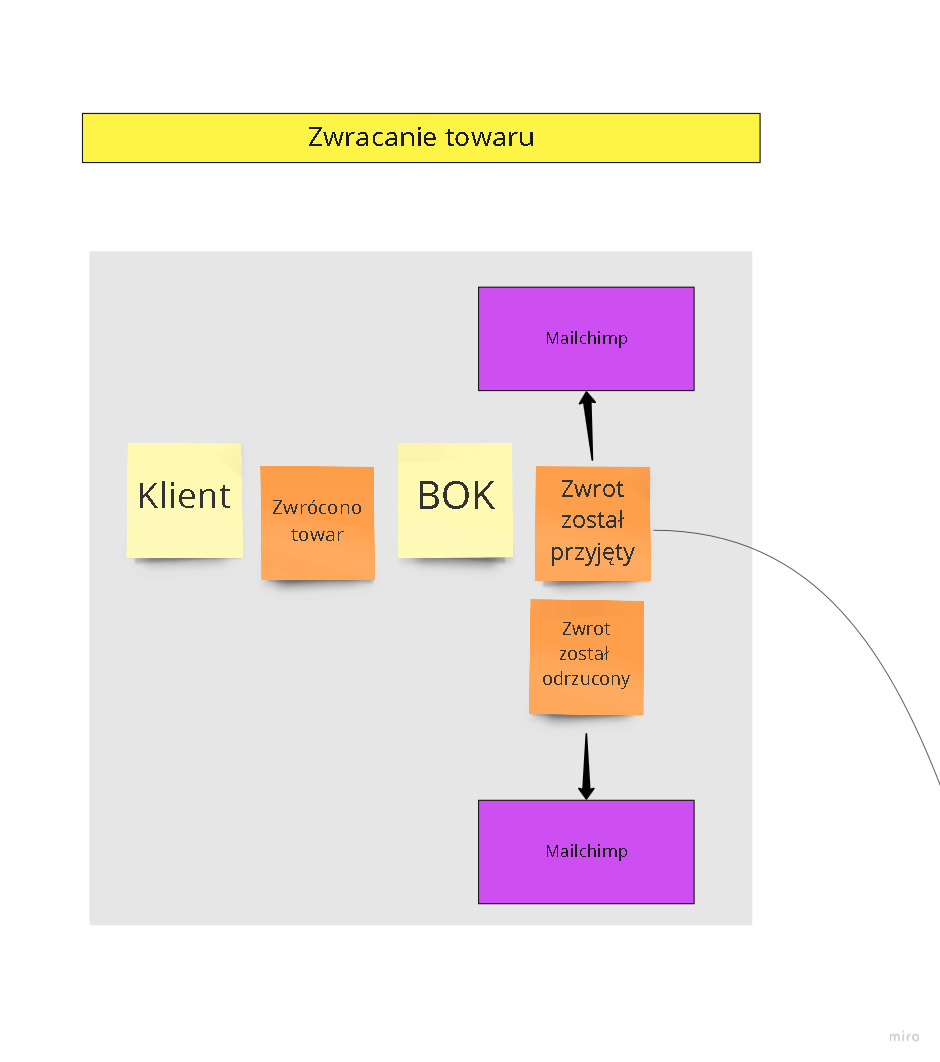 Zwracanie towaru
Mailchimp
Klient
Zwrócono
towar
BOK
Zwrot
został
przyjęty
Zwrot
został
odrzucony
Mailchimp
miro